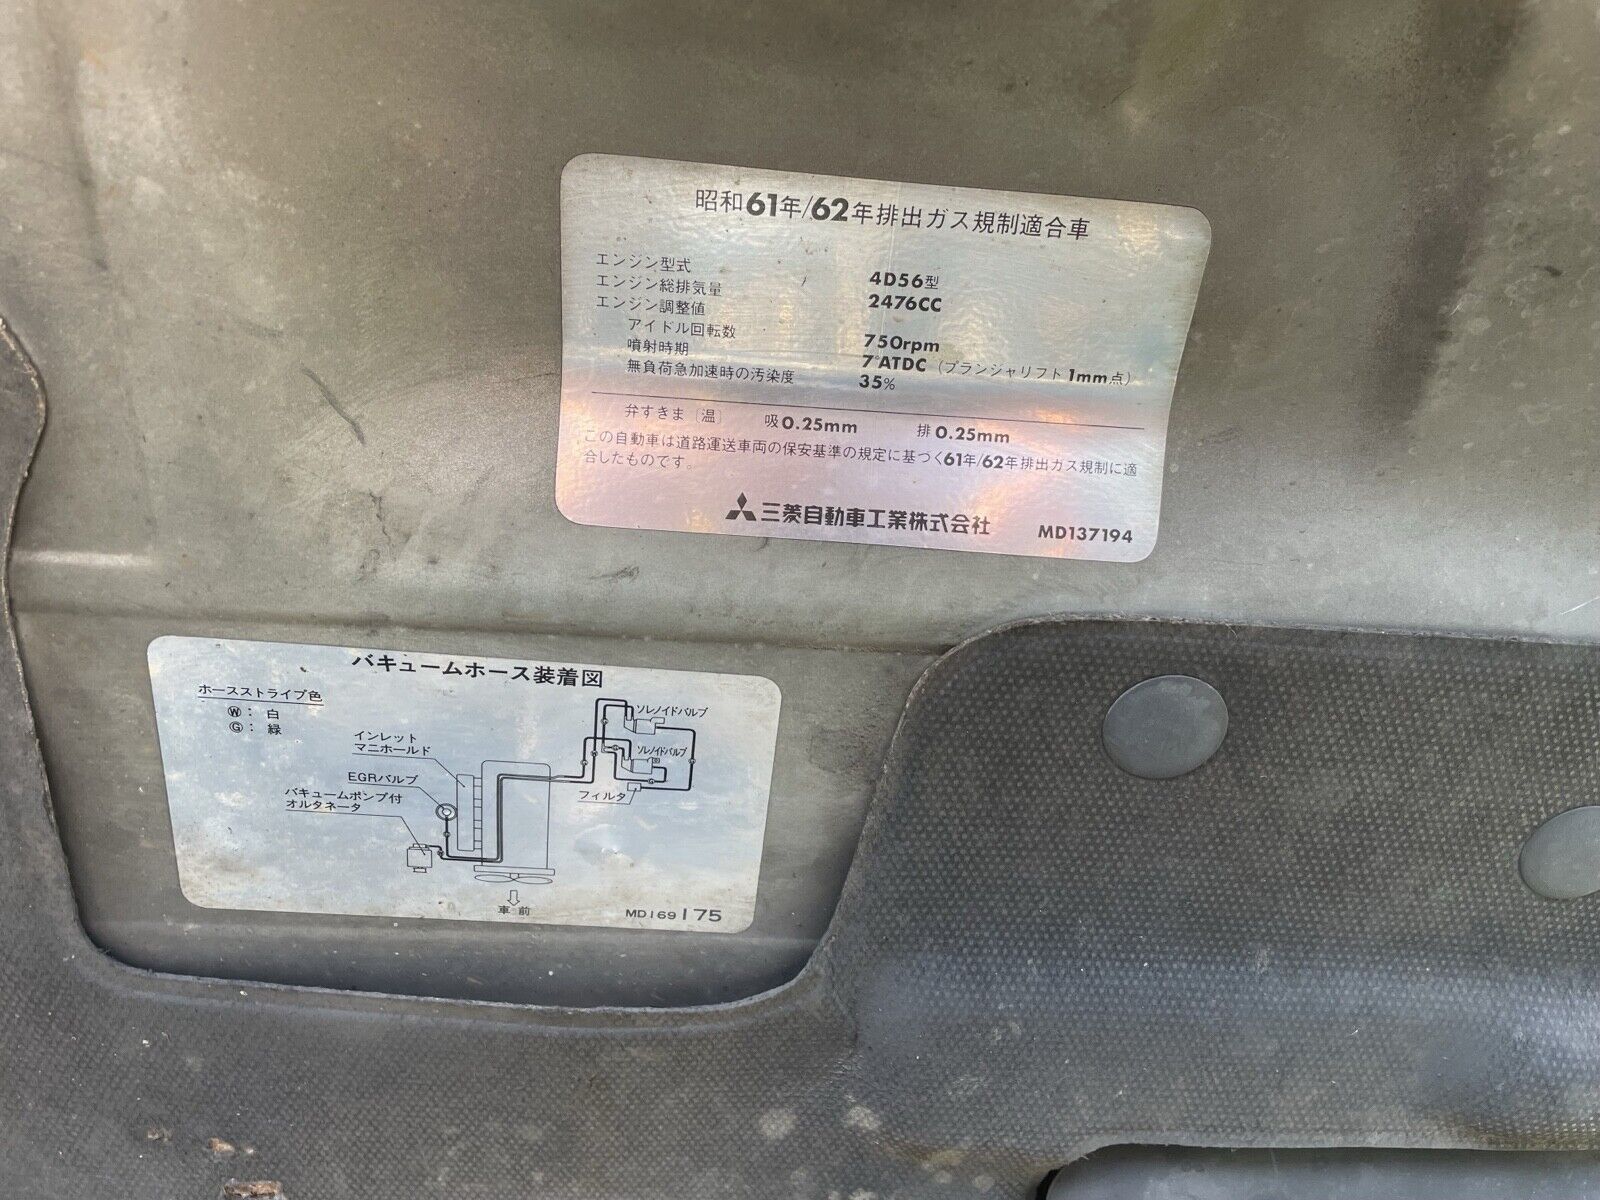 昭和61年/62年排出ガス規制適合車
エンジン型式 4D56型
エンジン総排気量 2476CC
エンジン調整値
アイドル回転数 750rpm
噴射時期 7°ATDC (プランジャリフト1mm点)
無負荷急加速時の汚染度 35%
弁すきま〔温〕 吸0.25mm 排0.25mm
この自動車は道路運送車両の保安基準の規定に基づく61年/62年排出ガス規制に適
合したものです。
三菱自動車工業株式会社 MD137194
バキュームホース装着図
ホースストライプ色
Ⓦ: 白
Ⓖ: 緑
ソレノイドバルブ
インレット
マニホールド
ソレノイドバルブ
EGRバルブ
バキュームポンプ付
オルタネータ
フィルタ
車前
MD169175